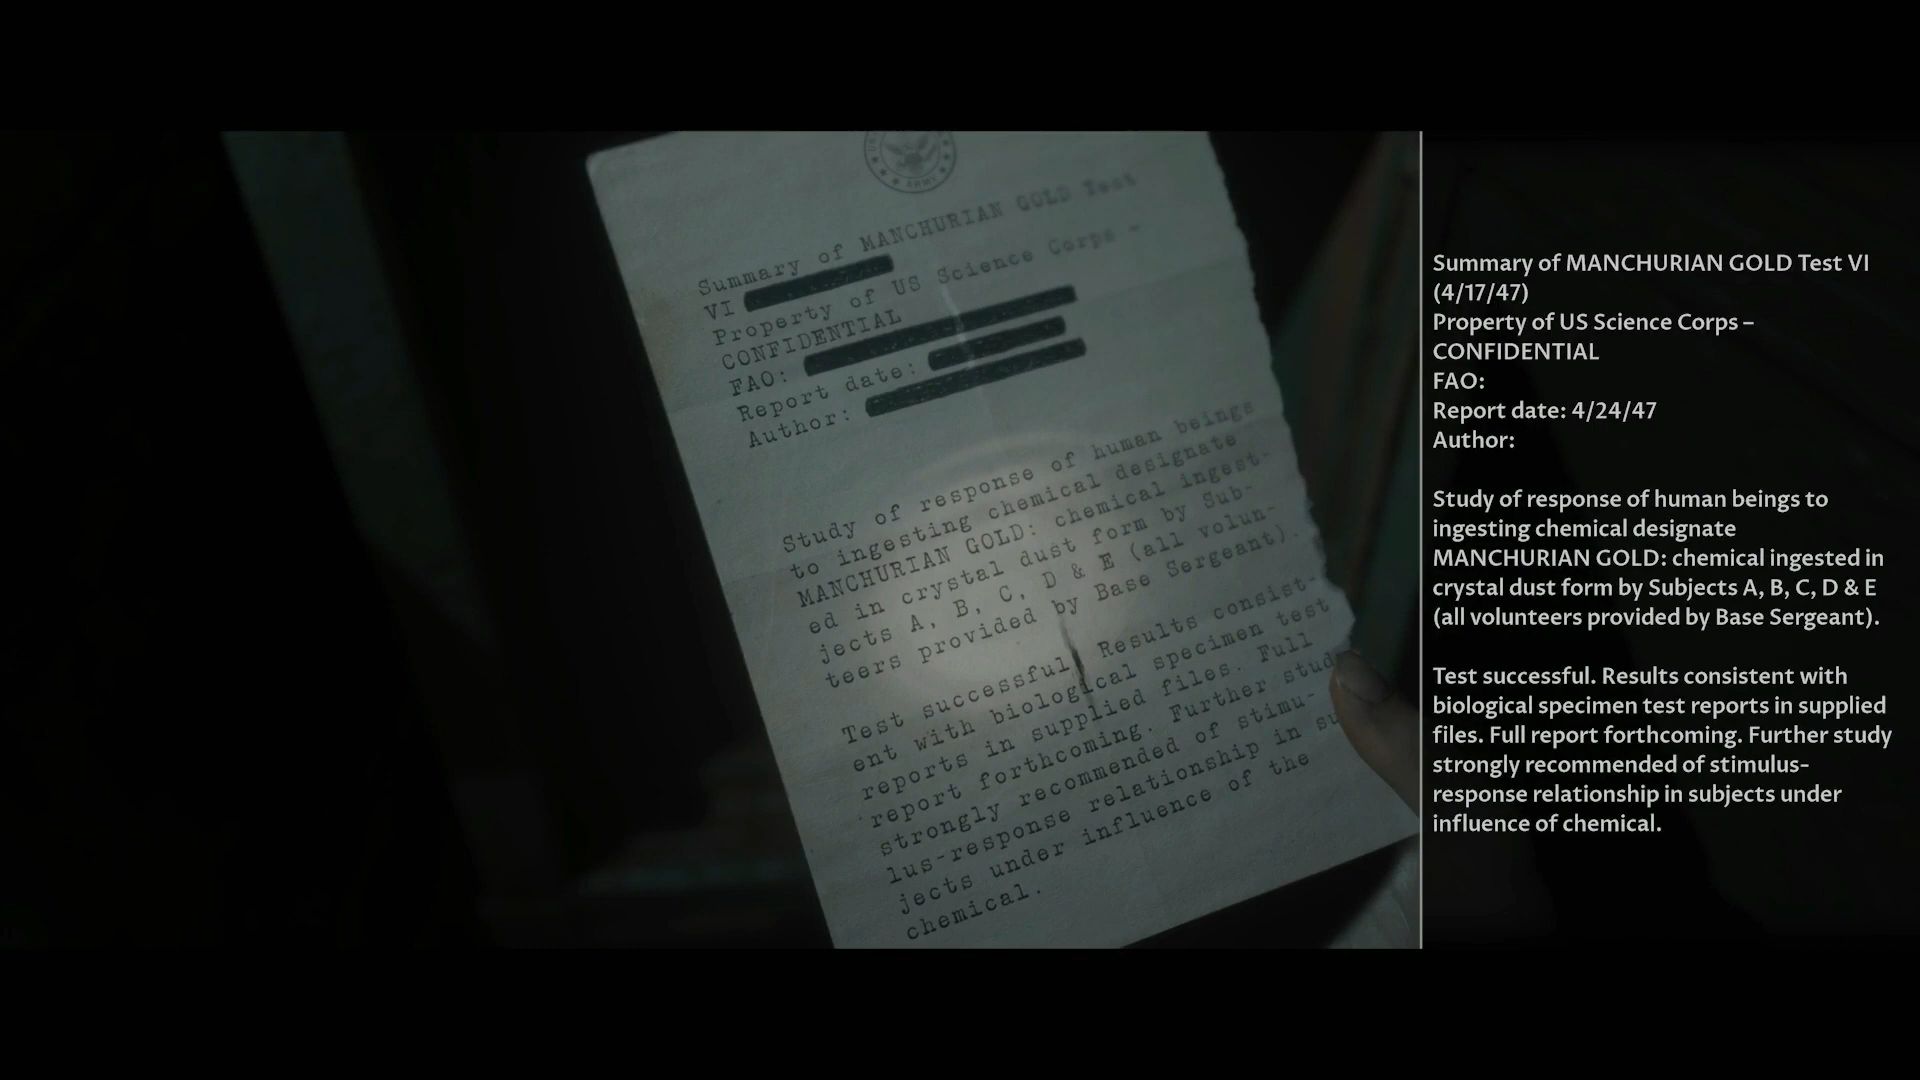 ARMY
Summary of MANCHURIAN GOLD Test
VI
Property of US Science Corps -
CONFIDENTIAL
FAO:
Report date:
Author:
Study of response of human beings
to ingesting chemical designate
MANCHURIAN GOLD: chemical ingest-
ed in crystal dust form by Sub-
jects A, B, C, D & E (all volun-
teers provided by Base Sergeant).
Test successful. Results consist-
ent with biological specimen test
reports in supplied files. Full
report forthcoming. Further stud
strongly recommended of stimu-
lus-response relationship in su
jects under influence of the
chemical.
Summary of MANCHURIAN GOLD Test VI
(4/17/47)
Property of US Science Corps –
CONFIDENTIAL
FAO:
Report date: 4/24/47
Author:
Study of response of human beings to
ingesting chemical designate
MANCHURIAN GOLD: chemical ingested in
crystal dust form by Subjects A, B, C, D & E
(all volunteers provided by Base Sergeant).
Test successful. Results consistent with
biological specimen test reports in supplied
files. Full report forthcoming. Further study
strongly recommended of stimulus-
response relationship in subjects under
influence of chemical.